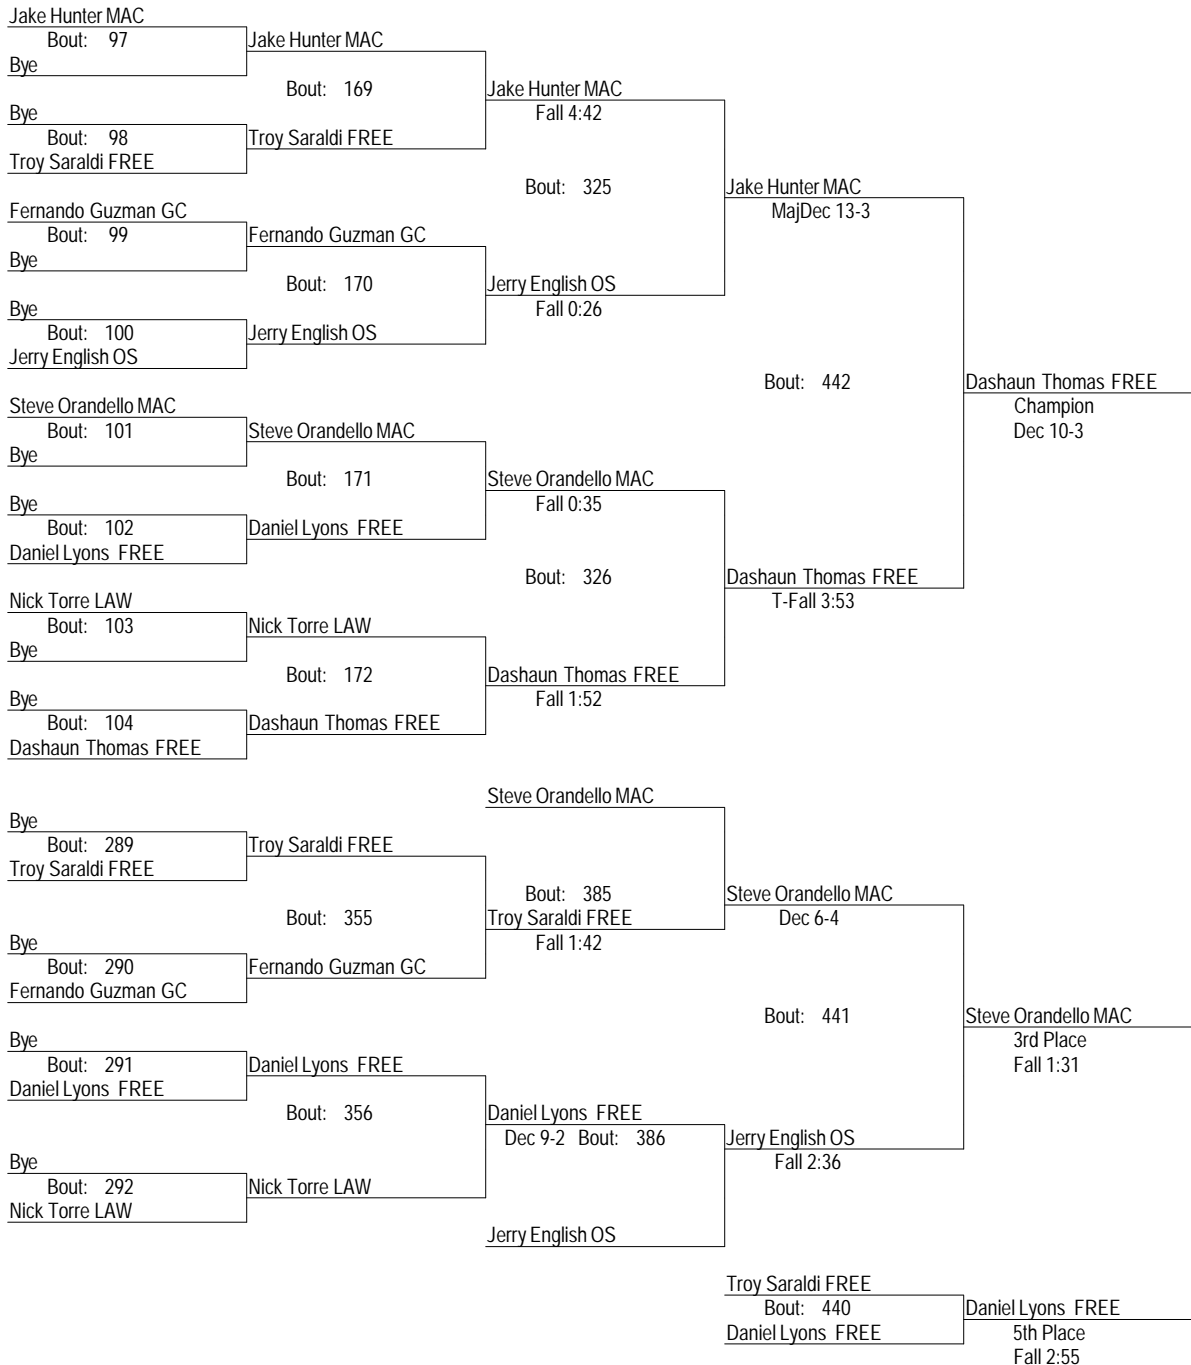 Jake Hunter MAC
Bout: 97
Jake Hunter MAC
Bye
Bout: 169
Jake Hunter MAC
Bye
Fall 4:42
Bout: 98
Troy Saraldi FREE
Troy Saraldi FREE
Bout: 325
Jake Hunter MAC
Fernando Guzman GC
MajDec 13-3
Bout: 99
Fernando Guzman GC
Bye
Bout: 170
Jerry English OS
Bye
Fall 0:26
Bout: 100
Jerry English OS
Jerry English OS
Bout: 442
Dashaun Thomas FREE
Steve Orandello MAC
Champion
Bout: 101
Steve Orandello MAC
Dec 10-3
Bye
Bout: 171
Steve Orandello MAC
Bye
Fall 0:35
Bout: 102
Daniel Lyons FREE
Daniel Lyons FREE
Bout: 326
Dashaun Thomas FREE
Nick Torre LAW
T-Fall 3:53
Bout: 103
Nick Torre LAW
Bye
Bout: 172
Dashaun Thomas FREE
Bye
Fall 1:52
Bout: 104
Dashaun Thomas FREE
Dashaun Thomas FREE
Steve Orandello MAC
Bye
Bout: 289
Troy Saraldi FREE
Troy Saraldi FREE
Bout: 385
Steve Orandello MAC
Bout: 355
Troy Saraldi FREE
Dec 6-4
Bye
Fall 1:42
Bout: 290
Fernando Guzman GC
Fernando Guzman GC
Bout: 441
Steve Orandello MAC
Bye
3rd Place
Bout: 291
Daniel Lyons FREE
Fall 1:31
Daniel Lyons FREE
Bout: 356
Daniel Lyons FREE
Dec 9-2 Bout: 386
Jerry English OS
Bye
Fall 2:36
Bout: 292
Nick Torre LAW
Nick Torre LAW
Jerry English OS
Troy Saraldi FREE
Bout: 440
Daniel Lyons FREE
Daniel Lyons FREE
5th Place
Fall 2:55